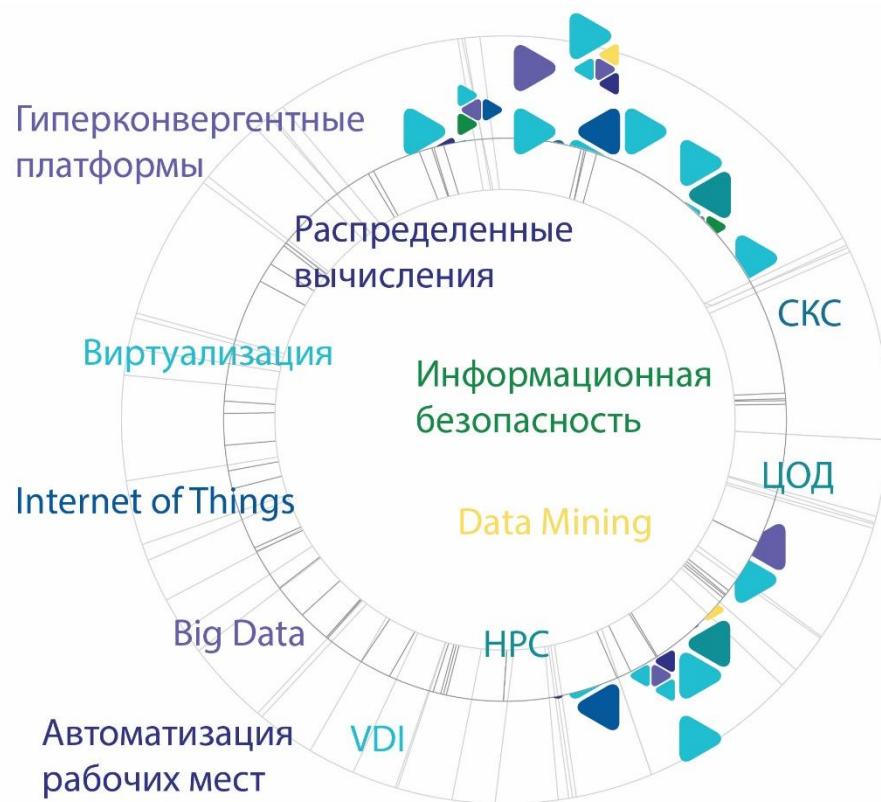 Гиперконвергентные
платформы
Распределенные
вычисления
СКС
Виртуализация
Информационная
безопасность
ЦОД
Internet of Things
Data Mining
Big Data
HPC
Автоматизация
рабочих мест
VDI